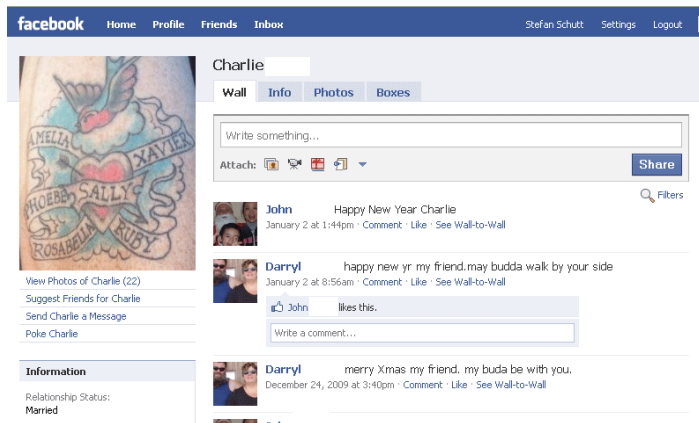 facebook Home Profile Friends Inbox Stefan Schutt Settings Logout
Charlie
Wall Info Photos Boxes
Write something...
Attach: Share
Filters
AMELIA
XAVIER
PHOEBE SALLY
ROSABELLA RUBY
View Photos of Charlie (22)
Suggest Friends for Charlie
Send Charlie a Message
Poke Charlie
Information
Relationship Status:
Married
John Happy New Year Charlie
January 2 at 1:44pm · Comment · Like · See Wall-to-Wall
Darryl happy new yr my friend.may budda walk by your side
January 2 at 8:56am · Comment · Like · See Wall-to-Wall
John likes this.
Write a comment...
Darryl merry Xmas my friend. my buda be with you.
December 24, 2009 at 3:40pm · Comment · Like · See Wall-to-Wall